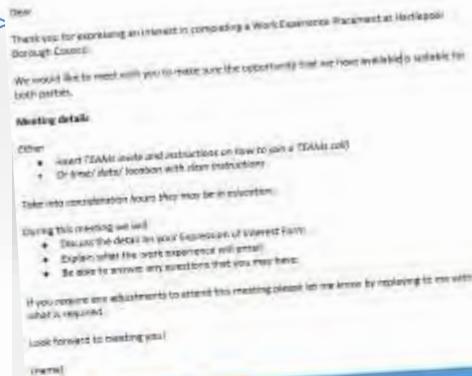 Dear
Thank you for expressing an interest in completing a Work Experience Placement at Hartlepool
Borough Council.
We would like to meet with you to make sure the opportunity that we have available is suitable for
both parties.
Meeting details
Either
• Insert TEAMs invite and instructions on how to join a TEAMs call)
• Or time/ date/ location with clear instructions
Take into consideration hours they may be in education.
During this meeting we will
• Discuss the detail on your Expression of Interest Form
• Explain what the work experience will entail
• Be able to answer any questions that you may have.
If you require any adjustments to attend this meeting please let me know by replying to me with
what is required.
Look forward to meeting you!
(name)